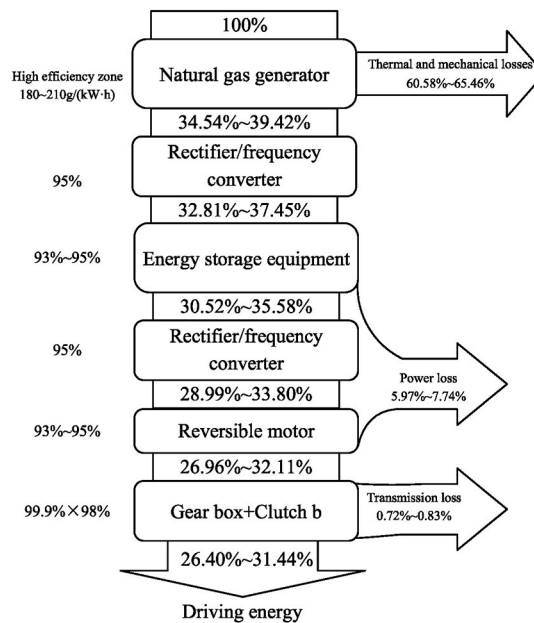 100%
Natural gas generator
Thermal and mechanical losses
60.58%~65.46%
High efficiency zone
180~210g/(kW·h)
34.54%~39.42%
Rectifier/frequency
converter
95%
32.81%~37.45%
93%~95%
Energy storage equipment
30.52%~35.58%
95%
Rectifier/frequency
converter
Power loss
5.97%~7.74%
28.99%~33.80%
93%~95%
Reversible motor
26.96%~32.11%
99.9%×98%
Gear box+Clutch b
Transmission loss
0.72%~0.83%
26.40%~31.44%
Driving energy